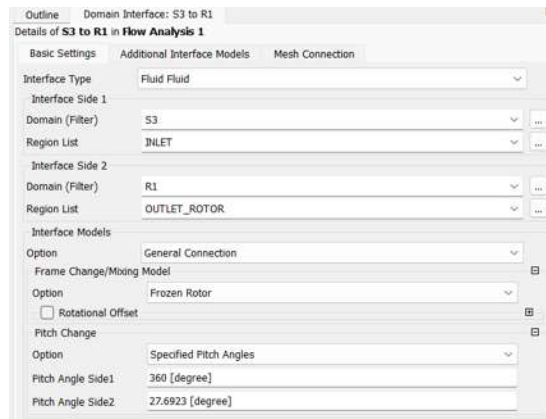 Outline Domain Interface: S3 to R1
Details of S3 to R1 in Flow Analysis 1
Basic Settings Additional Interface Models Mesh Connection
Interface Type Fluid Fluid
Interface Side 1
Domain (Filter) S3 ...
Region List INLET ...
Interface Side 2
Domain (Filter) R1 ...
Region List OUTLET_ROTOR ...
Interface Models
Option General Connection
Frame Change/Mixing Model
Option Frozen Rotor
Rotational Offset
Pitch Change
Option Specified Pitch Angles
Pitch Angle Side1 360 [degree]
Pitch Angle Side2 27.6923 [degree]